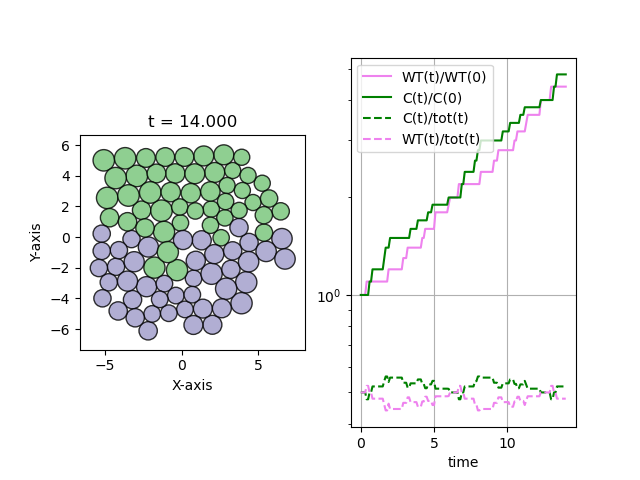 t = 14.000
Y-axis
6
4
2
0
−2
−4
−6
−5
0
5
X-axis
WT(t)/WT(0)
C(t)/C(0)
C(t)/tot(t)
WT(t)/tot(t)
10^0
0
5
10
time